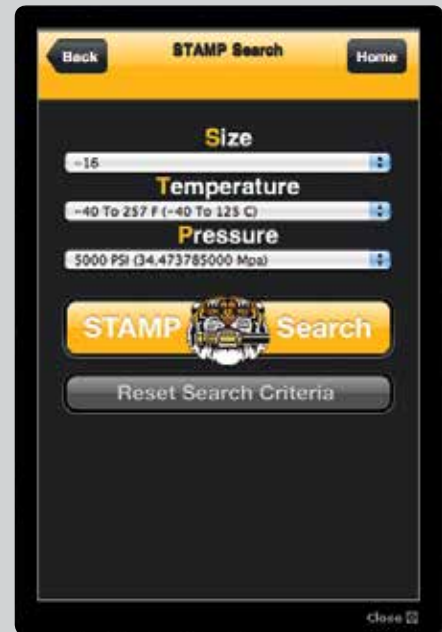 Back STAMP Search Home
Size
-16
Temperature
-40 To 257 F (-40 To 125 C)
Pressure
5000 PSI (34.473785000 Mpa)
STAMP Search
Reset Search Criteria
Close